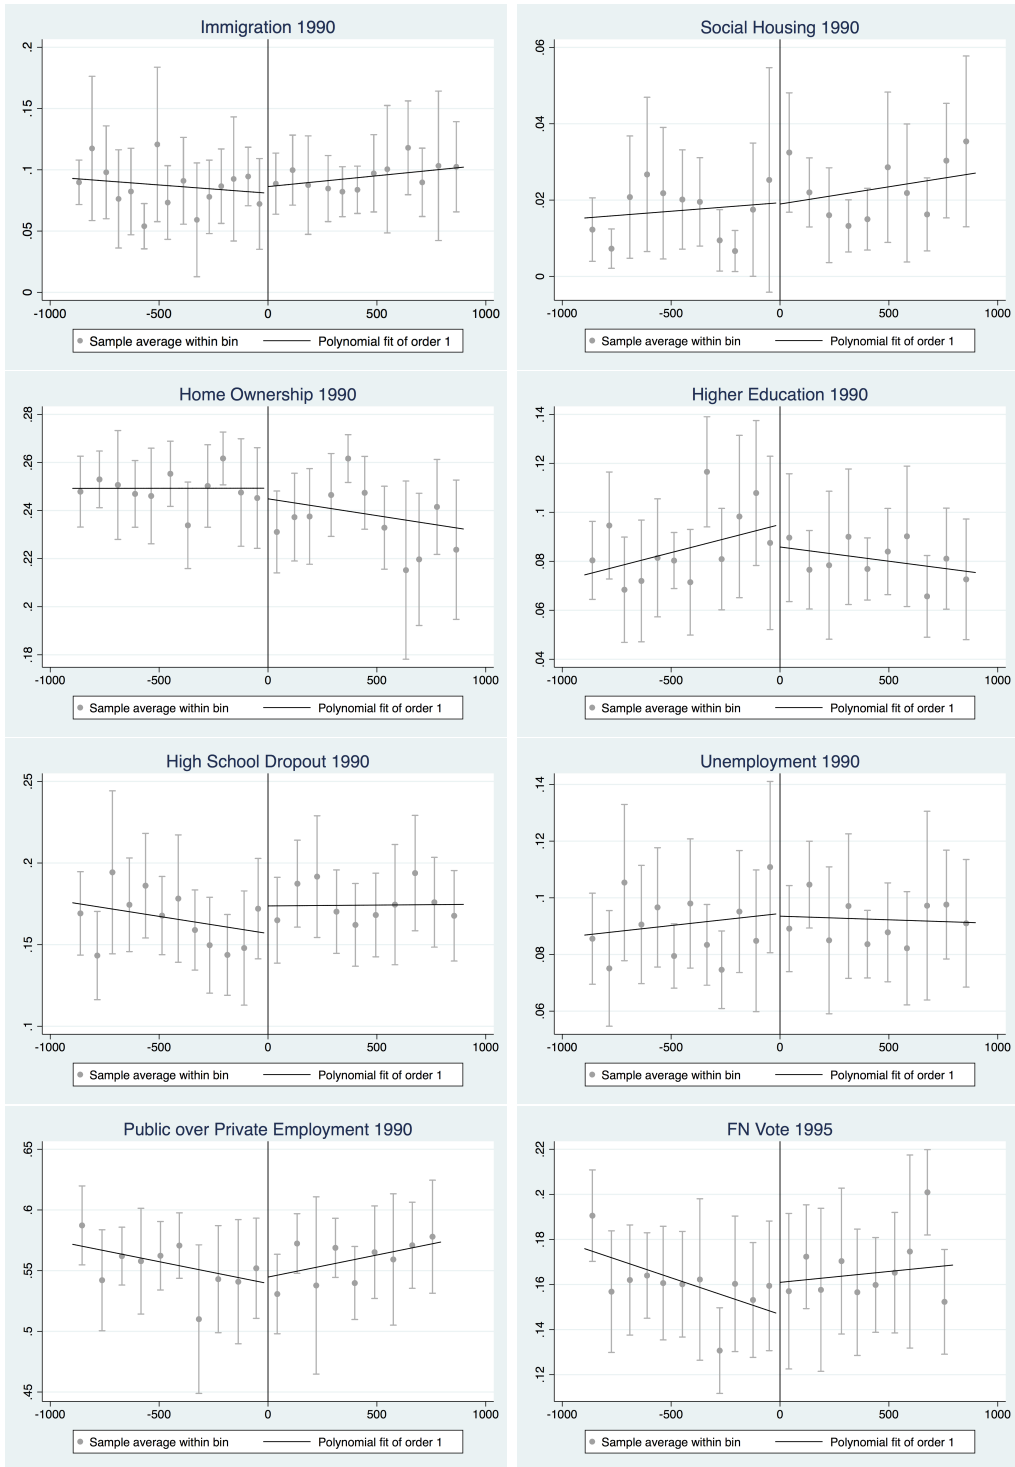 Immigration 1990
.2
.15
.1
.05
0
-1000 -500 0 500 1000
Sample average within bin Polynomial fit of order 1
Social Housing 1990
.06
.04
.02
0
-1000 -500 0 500 1000
Sample average within bin Polynomial fit of order 1
Home Ownership 1990
.28
.26
.24
.22
.2
.18
-1000 -500 0 500 1000
Sample average within bin Polynomial fit of order 1
Higher Education 1990
.14
.12
.1
.08
.06
.04
-1000 -500 0 500 1000
Sample average within bin Polynomial fit of order 1
High School Dropout 1990
.25
.2
.15
.1
-1000 -500 0 500 1000
Sample average within bin Polynomial fit of order 1
Unemployment 1990
.14
.12
.1
.08
.06
-1000 -500 0 500 1000
Sample average within bin Polynomial fit of order 1
Public over Private Employment 1990
.65
.6
.55
.5
.45
-1000 -500 0 500 1000
Sample average within bin Polynomial fit of order 1
FN Vote 1995
.22
.2
.18
.16
.14
.12
-1000 -500 0 500 1000
Sample average within bin Polynomial fit of order 1